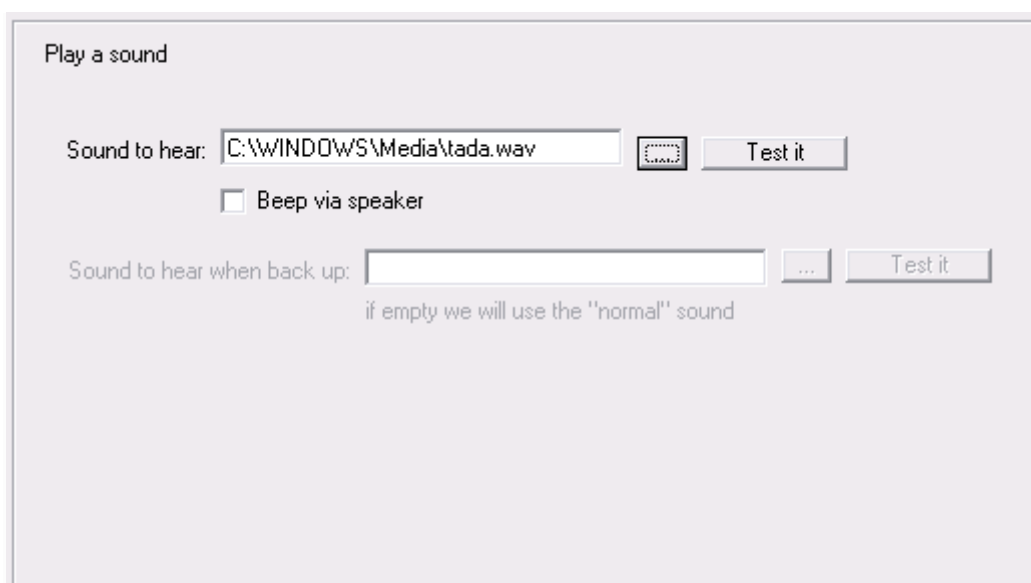 Play a sound
Sound to hear: C:\WINDOWS\Media\tada.wav ... Test it
Beep via speaker
Sound to hear when back up: ... Test it
if empty we will use the "normal" sound